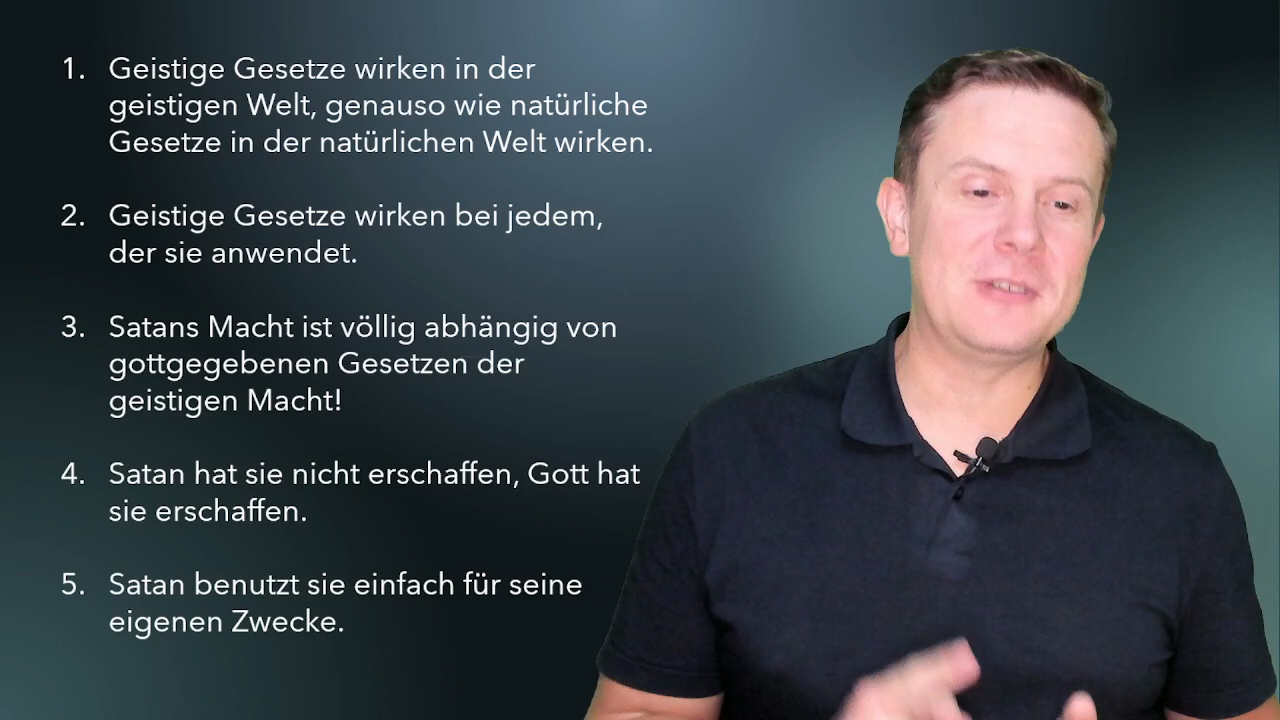 1. Geistige Gesetze wirken in der
geistigen Welt, genauso wie natürliche
Gesetze in der natürlichen Welt wirken.
2. Geistige Gesetze wirken bei jedem,
der sie anwendet.
3. Satans Macht ist völlig abhängig von
gottgegebenen Gesetzen der
geistigen Macht!
4. Satan hat sie nicht erschaffen, Gott hat
sie erschaffen.
5. Satan benutzt sie einfach für seine
eigenen Zwecke.